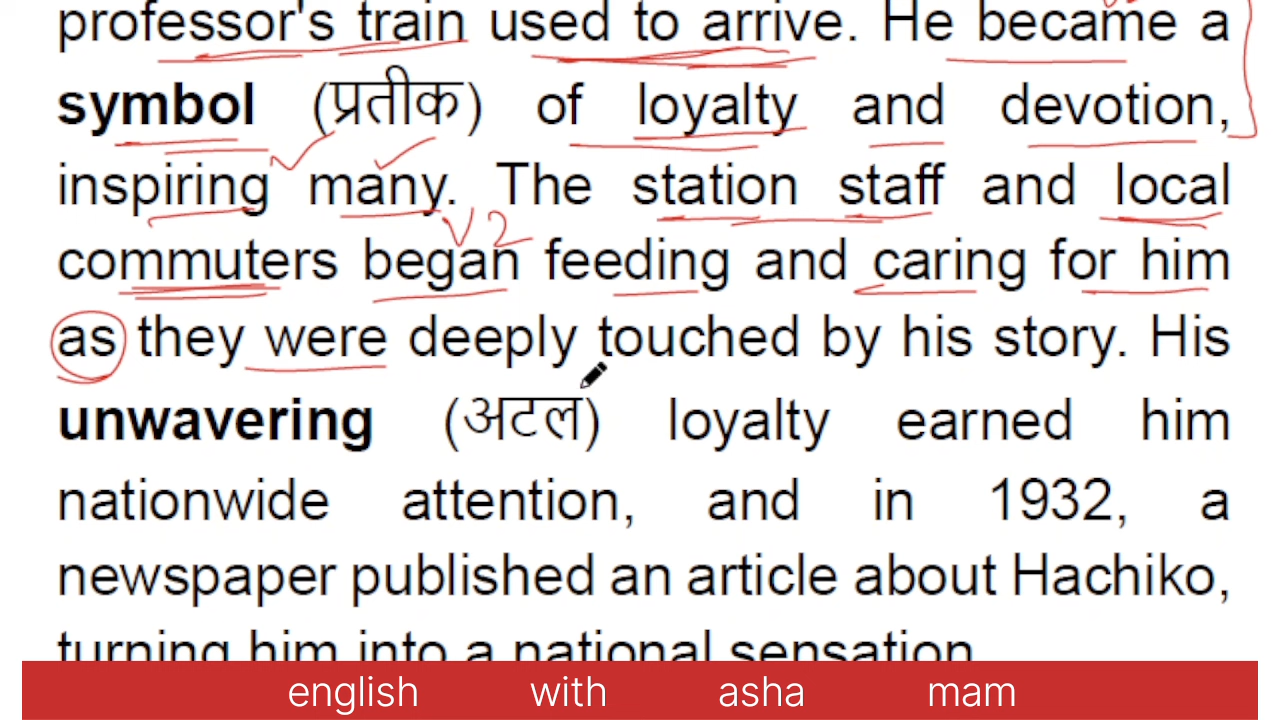 professor's train used to arrive. He became a
symbol (प्रतीक) of loyalty and devotion,
inspiring many. The station staff and local
V2
commuters began feeding and caring for him
as they were deeply touched by his story. His
unwavering (अटल) loyalty earned him
nationwide attention, and in 1932, a
newspaper published an article about Hachiko,
turning him into a national sensation.
english with asha mam